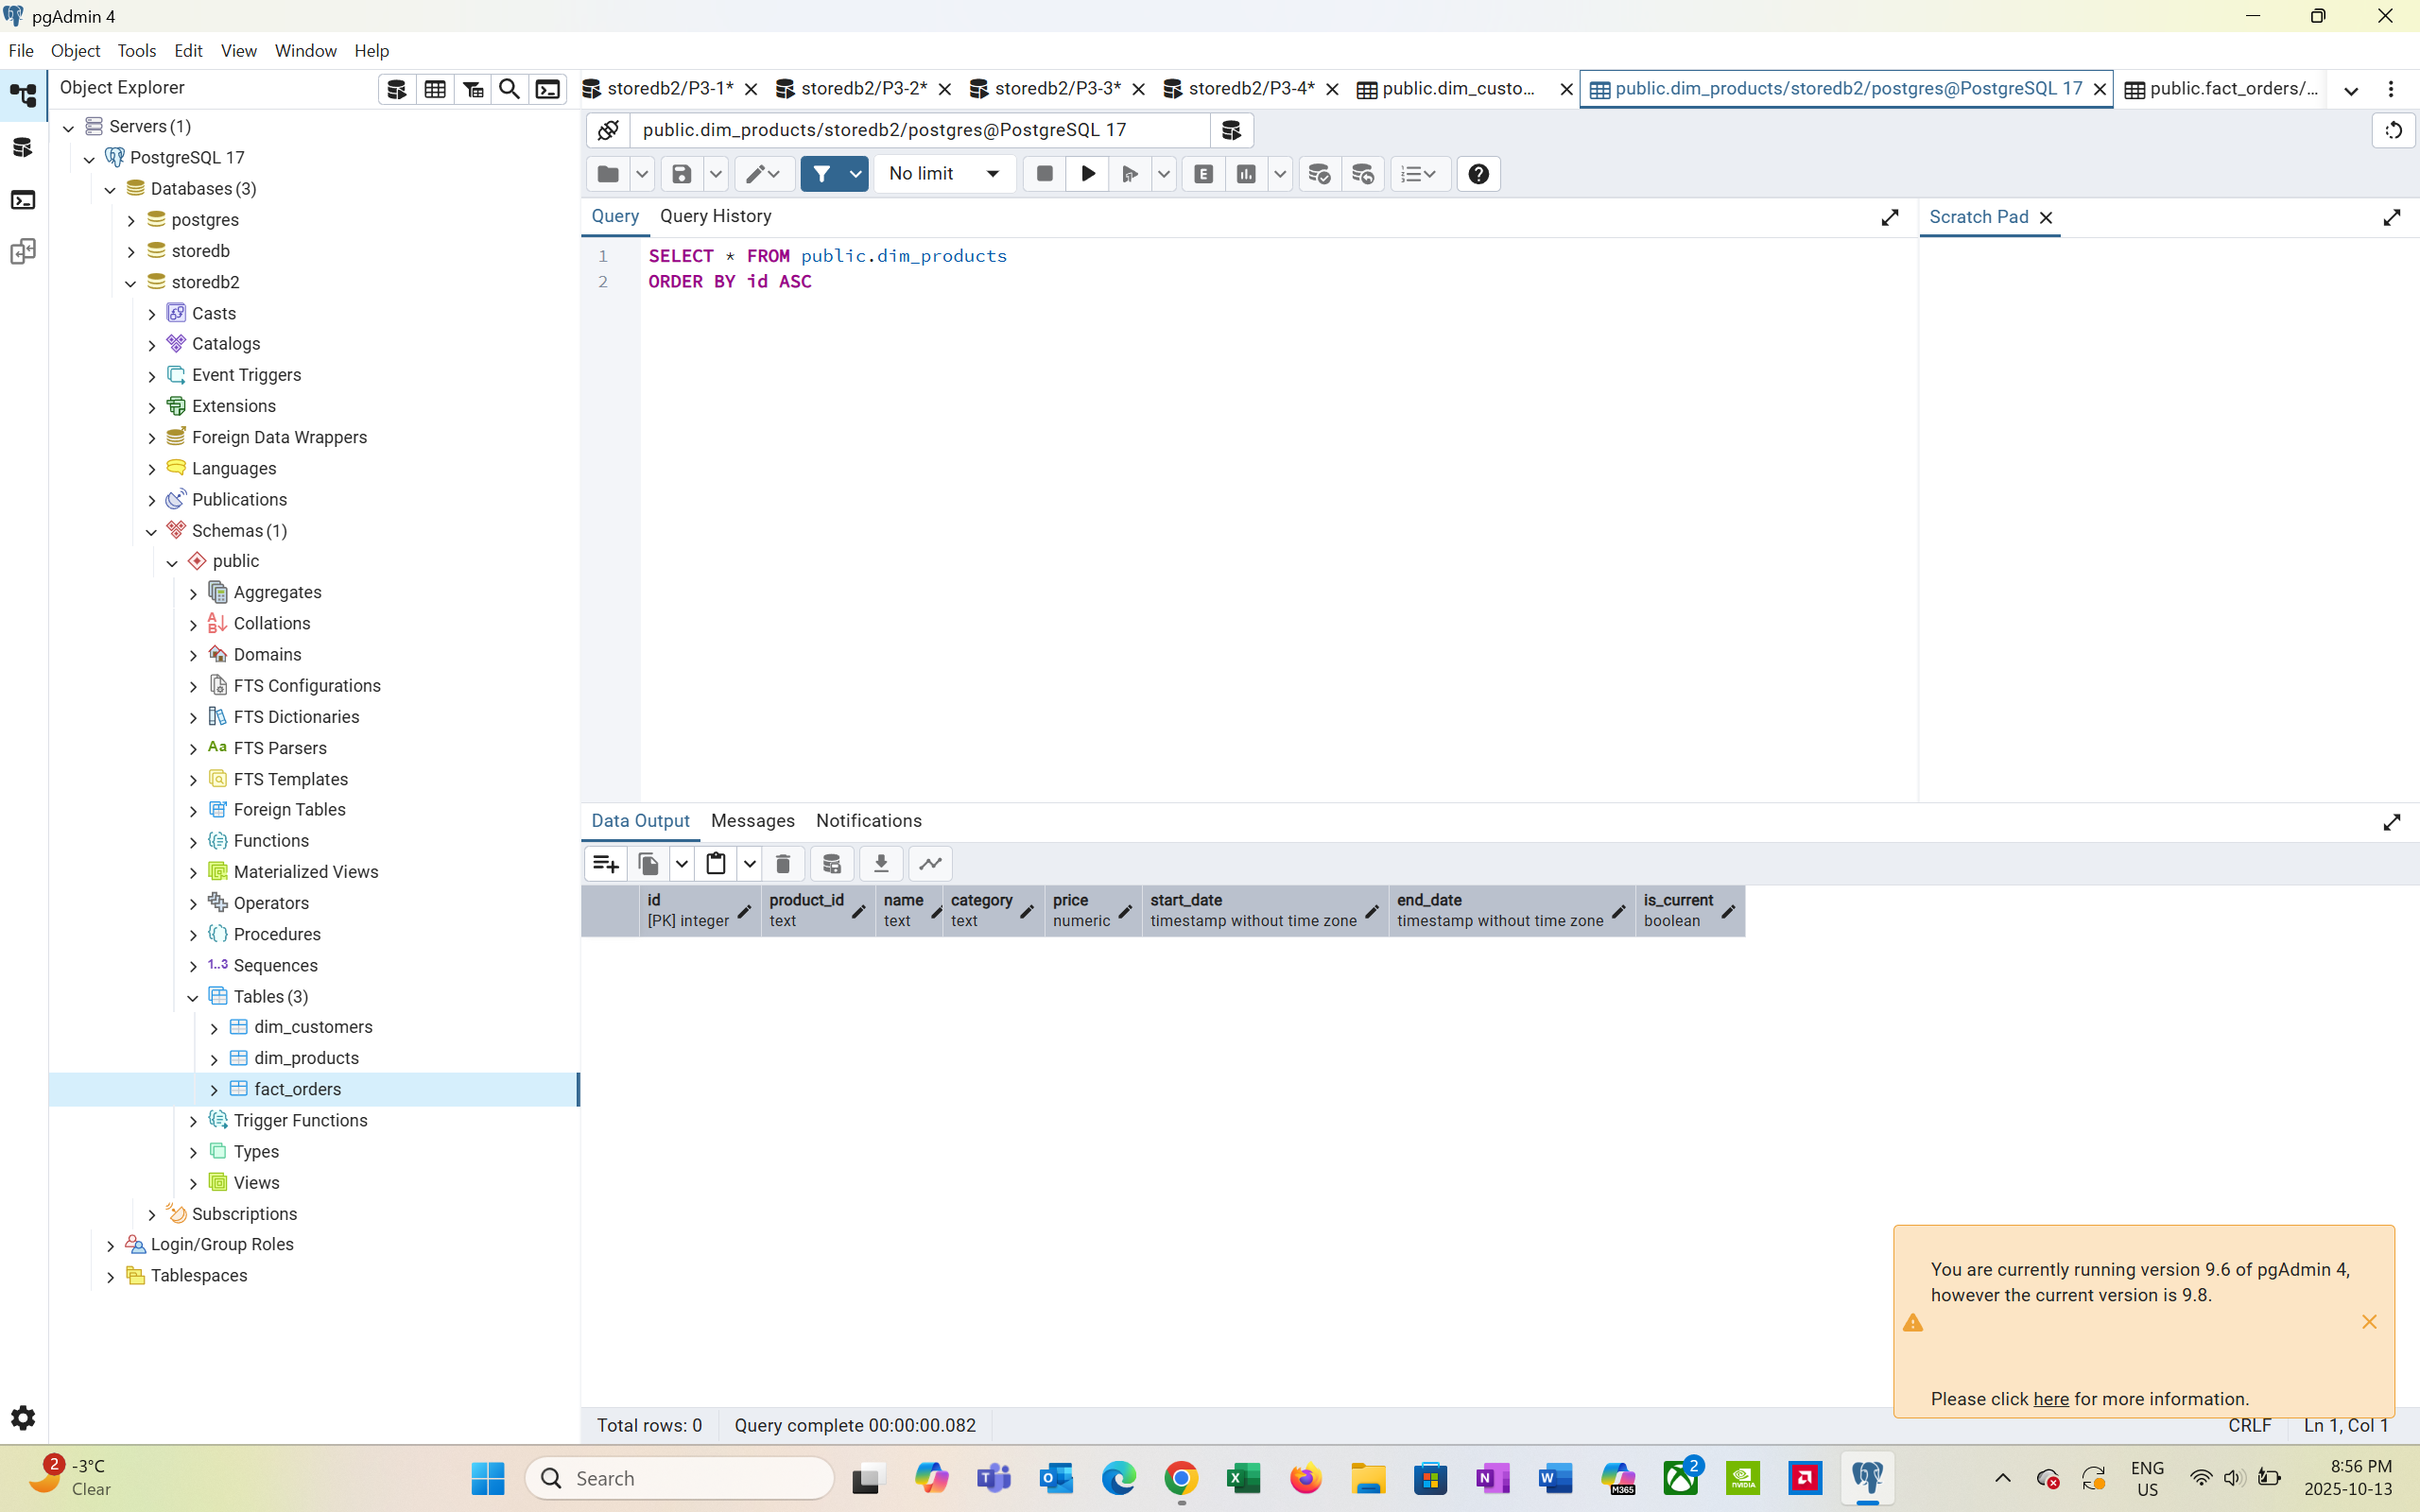 pgAdmin 4
File Object Tools Edit View Window Help
Object Explorer
storedb2/P3-1* storedb2/P3-2* storedb2/P3-3* storedb2/P3-4* public.dim_custo... public.dim_products/storedb2/postgres@PostgreSQL 17 public.fact_orders/...
Servers (1)
PostgreSQL 17
Databases (3)
postgres
storedb
storedb2
Casts
Catalogs
Event Triggers
Extensions
Foreign Data Wrappers
Languages
Publications
Schemas (1)
public
Aggregates
Collations
Domains
FTS Configurations
FTS Dictionaries
Aa FTS Parsers
FTS Templates
Foreign Tables
Functions
Materialized Views
Operators
Procedures
1..3 Sequences
Tables (3)
dim_customers
dim_products
fact_orders
Trigger Functions
Types
Views
Subscriptions
Login/Group Roles
Tablespaces
public.dim_products/storedb2/postgres@PostgreSQL 17
No limit
E
Query Query History
Scratch Pad
1 SELECT * FROM public.dim_products
2 ORDER BY id ASC
Data Output Messages Notifications
id product_id name category price start_date end_date is_current
[PK] integer text text text numeric timestamp without time zone timestamp without time zone boolean
You are currently running version 9.6 of pgAdmin 4,
however the current version is 9.8.
Please click here for more information.
Total rows: 0 Query complete 00:00:00.082
CRLF Ln 1, Col 1
2
-3°C
Clear
Search
M365
2
NVIDIA
ENG
US
8:56 PM
2025-10-13